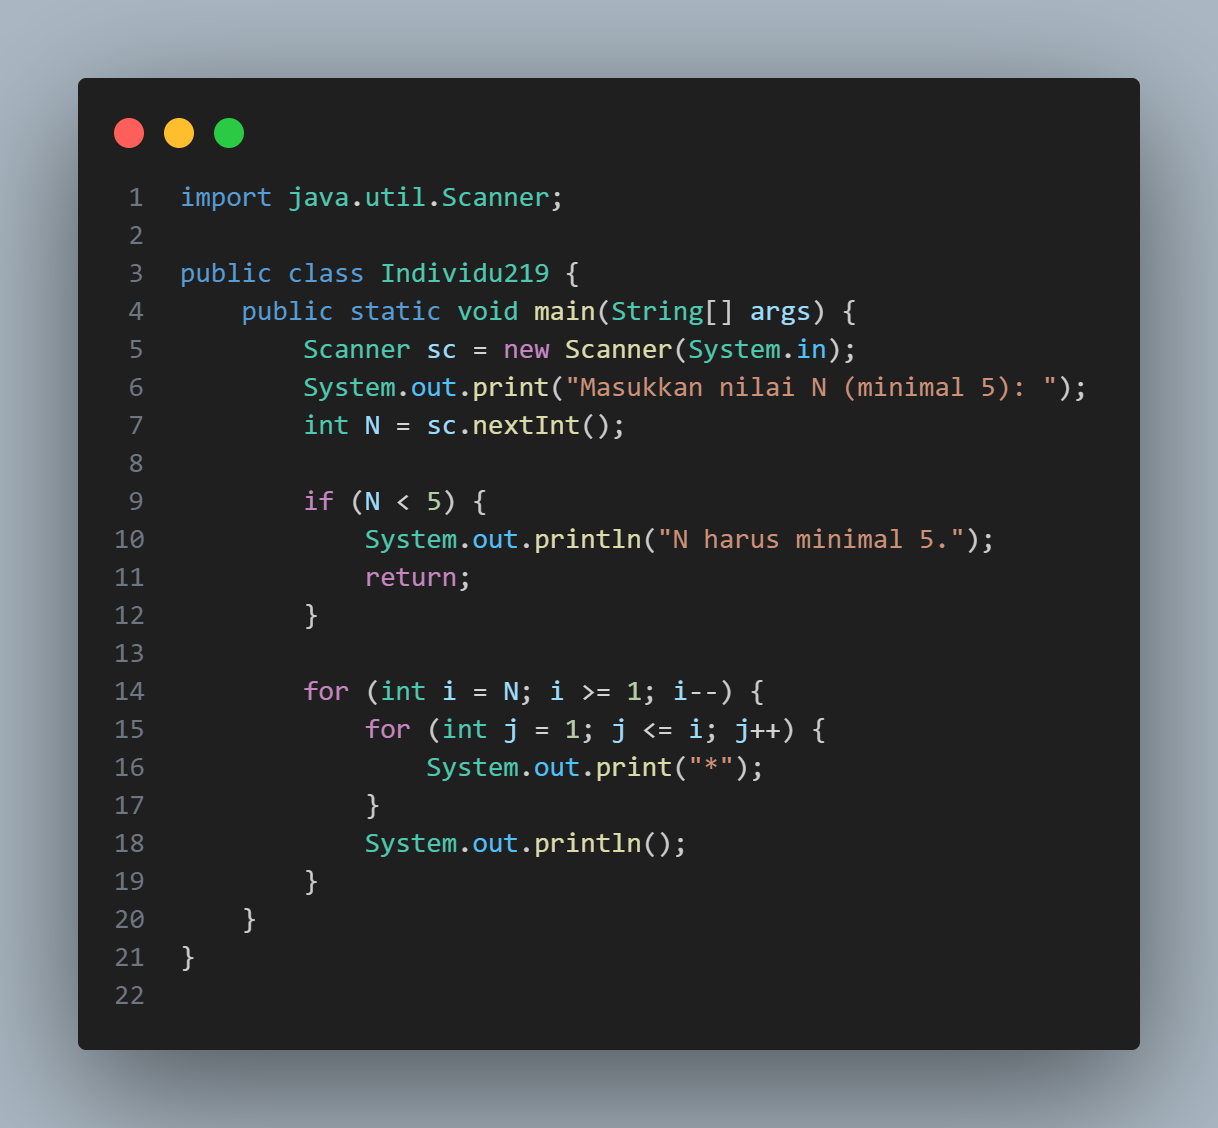 1 import java.util.Scanner;
2
3 public class Individu219 {
4     public static void main(String[] args) {
5         Scanner sc = new Scanner(System.in);
6         System.out.print("Masukkan nilai N (minimal 5): ");
7         int N = sc.nextInt();
8
9         if (N < 5) {
10             System.out.println("N harus minimal 5.");
11             return;
12         }
13
14         for (int i = N; i >= 1; i--) {
15             for (int j = 1; j <= i; j++) {
16                 System.out.print("*");
17             }
18             System.out.println();
19         }
20     }
21 }
22